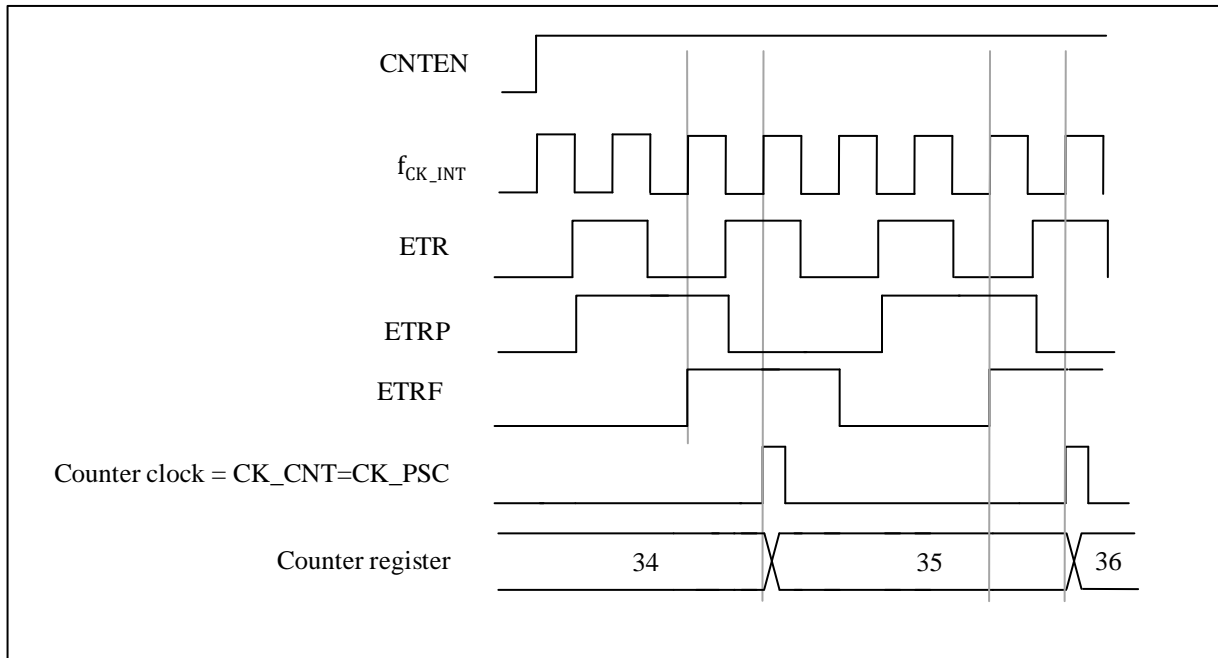 CNTEN
fCK_INT
ETR
ETRP
ETRF
Counter clock = CK_CNT=CK_PSC
Counter register
34
35
36